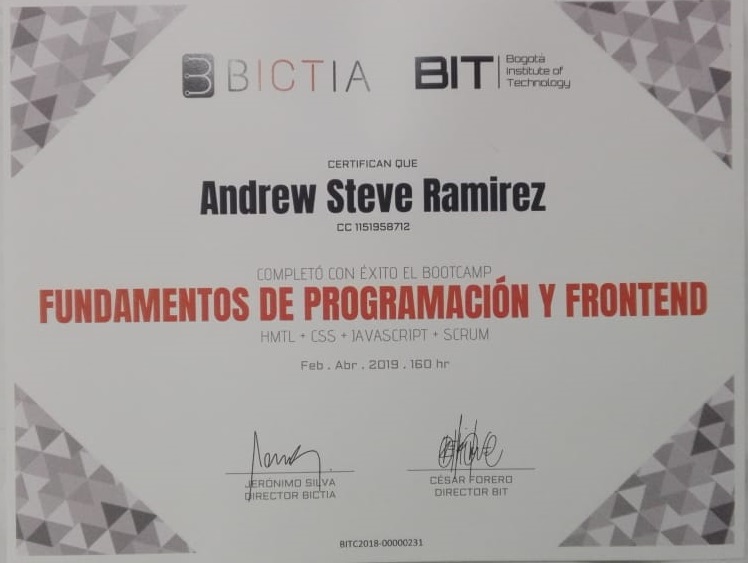 BICTIA
BIT
Bogotá
Institute of
Technology
CERTIFICAN QUE
Andrew Steve Ramirez
CC 1151958712
COMPLETÓ CON ÉXITO EL BOOTCAMP
FUNDAMENTOS DE PROGRAMACIÓN Y FRONTEND
HMTL + CSS + JAVASCRIPT + SCRUM
Feb . Abr . 2019 . 160 hr
JERÓNIMO SILVA
DIRECTOR BICTIA
CÉSAR FORERO
DIRECTOR BIT
BITC2018-00000231